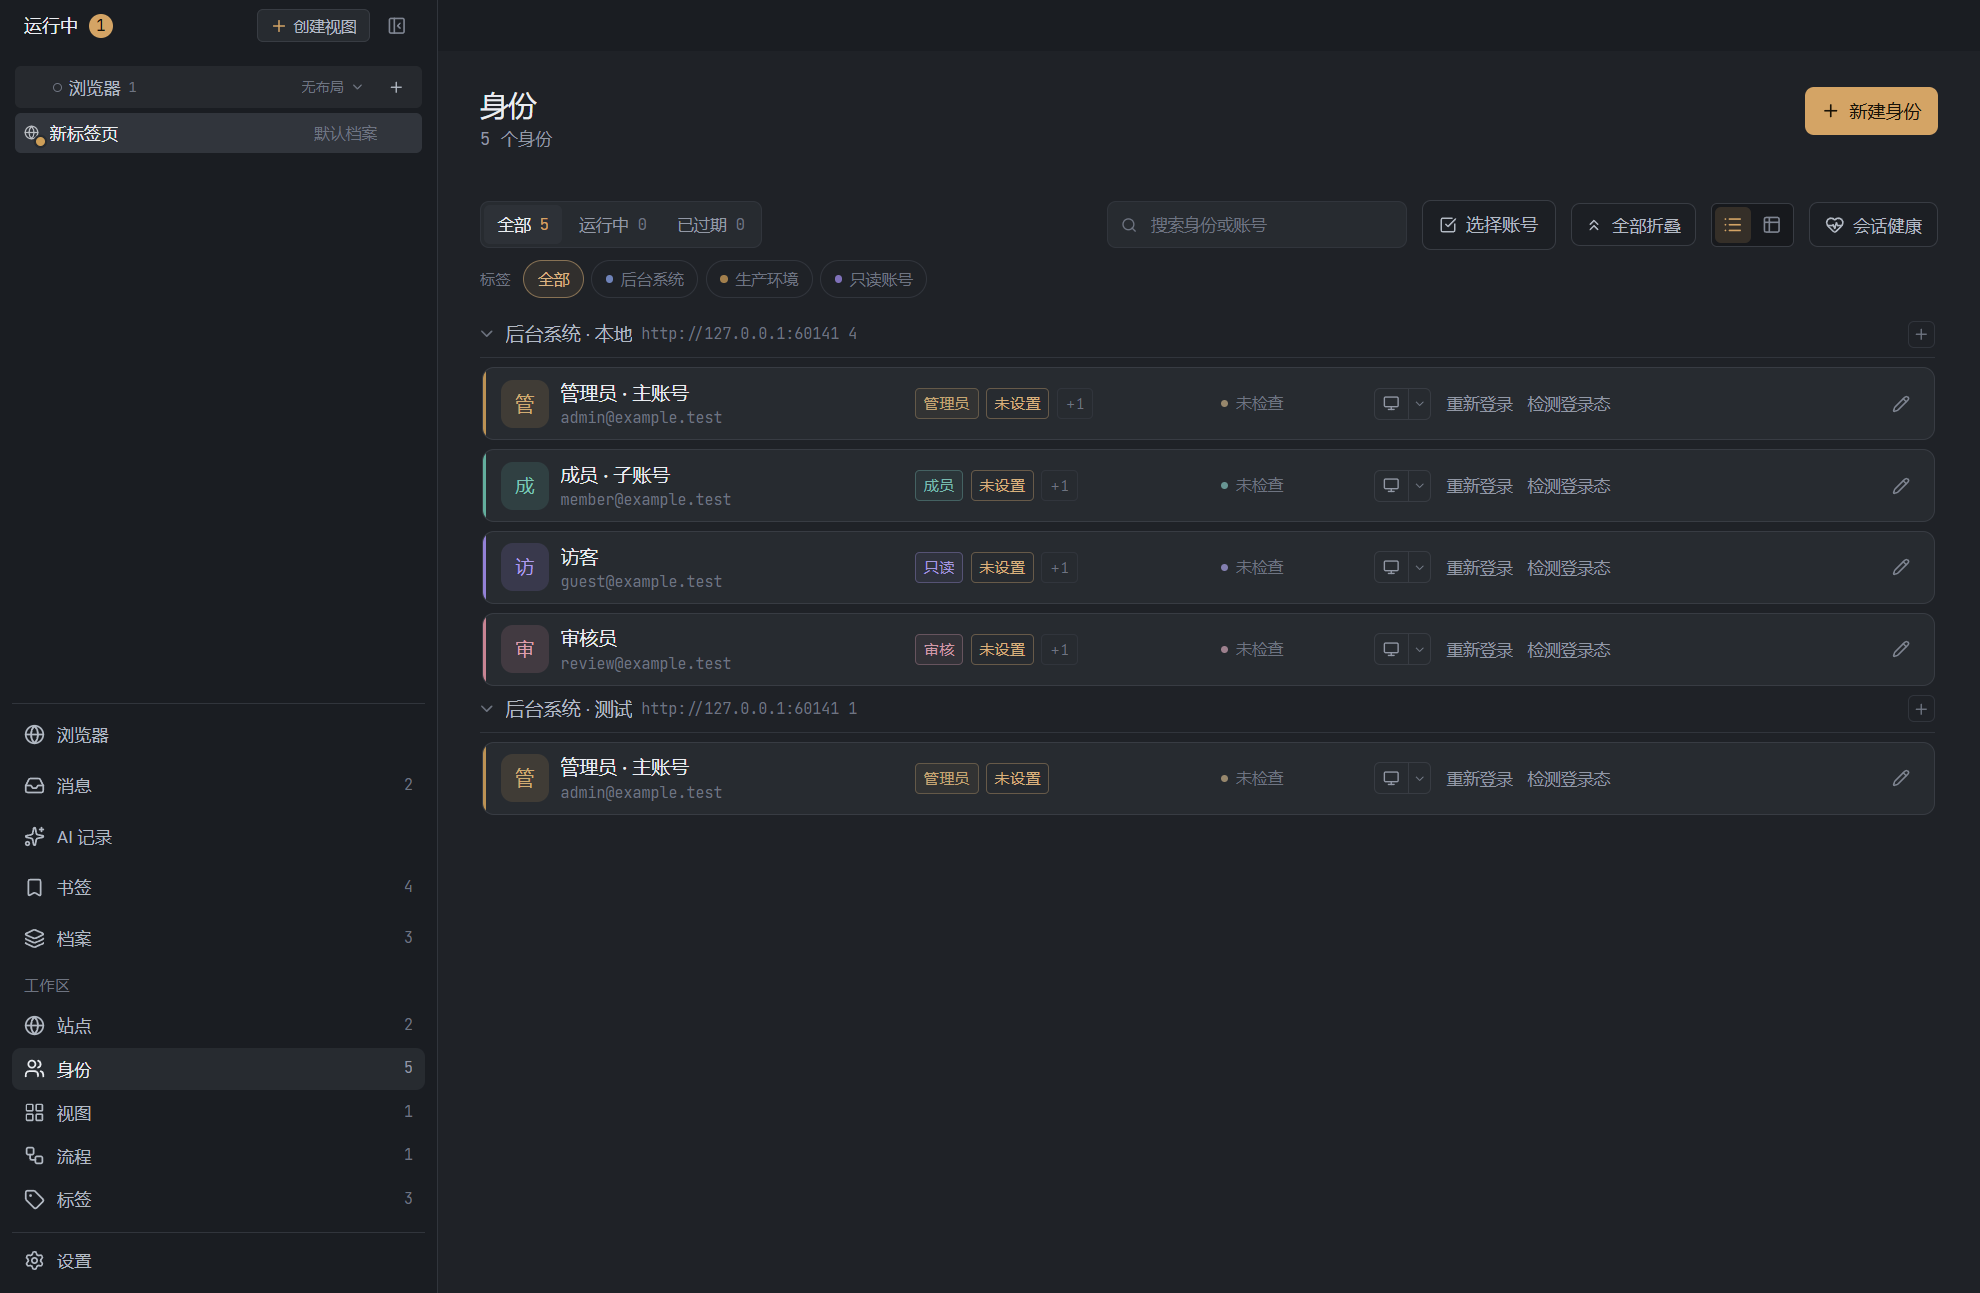 运行中 1 创建视图
浏览器 1 无布局
新标签页 默认档案
浏览器
消息 2
AI 记录
书签 4
档案 3
工作区
站点 2
身份 5
视图 1
流程 1
标签 3
设置
身份
5 个身份
新建身份
全部 5 运行中 0 已过期 0 搜索身份或账号 选择账号 全部折叠 会话健康
标签 全部 后台系统 生产环境 只读账号
后台系统 · 本地 http://127.0.0.1:60141 4
管 管理员 · 主账号 管理员 未设置 +1 未检查 重新登录 检测登录态
admin@example.test
成 成员 · 子账号 成员 未设置 +1 未检查 重新登录 检测登录态
member@example.test
访 访客 只读 未设置 +1 未检查 重新登录 检测登录态
guest@example.test
审 审核员 审核 未设置 +1 未检查 重新登录 检测登录态
review@example.test
后台系统 · 测试 http://127.0.0.1:60141 1
管 管理员 · 主账号 管理员 未设置 未检查 重新登录 检测登录态
admin@example.test